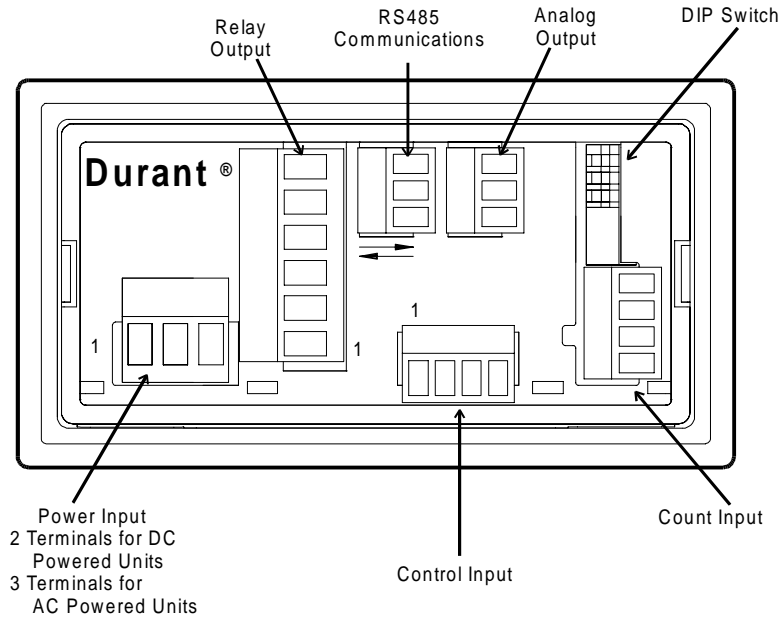 Relay
Output
RS485
Communications
Analog
Output
DIP Switch
Durant ®
1
1
1
Power Input
2 Terminals for DC
Powered Units
3 Terminals for
AC Powered Units
Control Input
Count Input